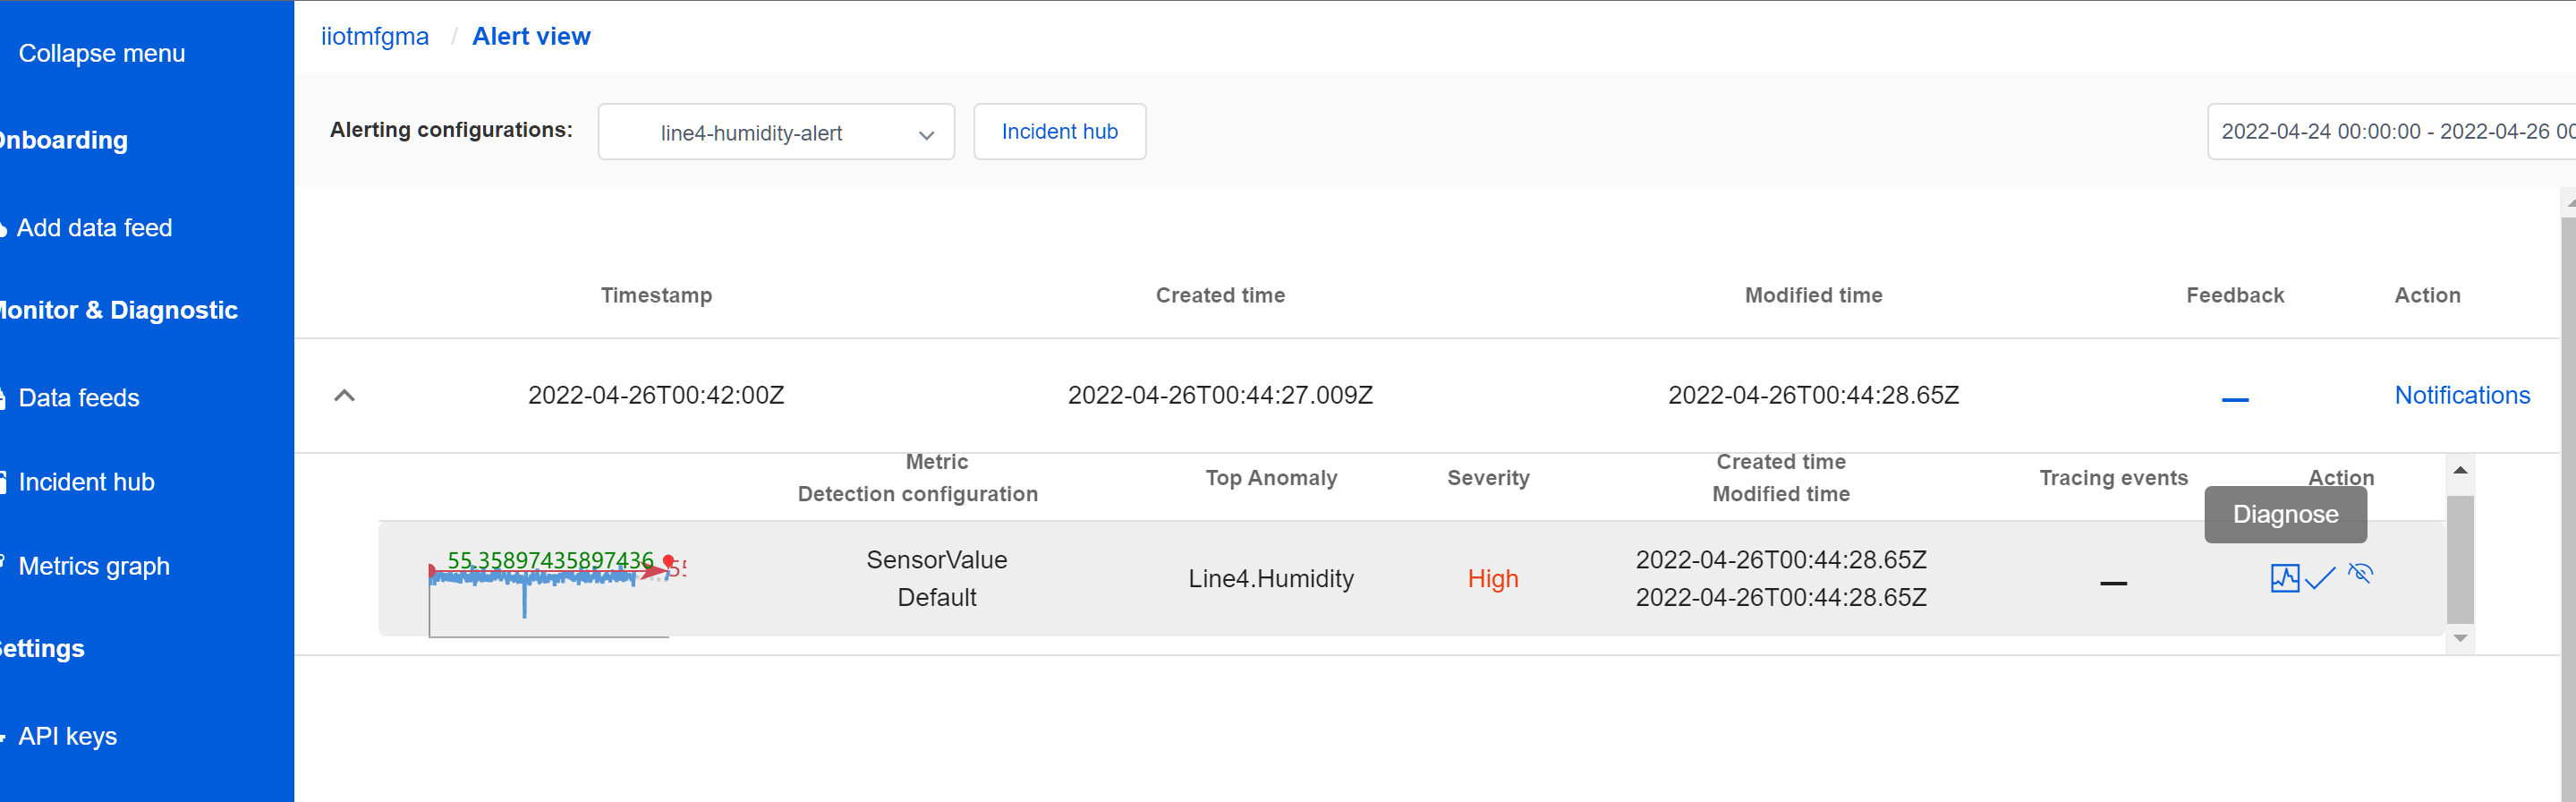 Collapse menu
Onboarding
Add data feed
Monitor & Diagnostic
Data feeds
Incident hub
Metrics graph
Settings
API keys
iiotmfgma / Alert view
Alerting configurations: line4-humidity-alert Incident hub 2022-04-24 00:00:00 - 2022-04-26 00
Timestamp Created time Modified time Feedback Action
2022-04-26T00:42:00Z 2022-04-26T00:44:27.009Z 2022-04-26T00:44:28.65Z — Notifications
Metric
Detection configuration
Top Anomaly
Severity
Created time
Modified time
Tracing events
Action
Diagnose
55.35897435897436
55
SensorValue
Default
Line4.Humidity
High
2022-04-26T00:44:28.65Z
2022-04-26T00:44:28.65Z
—